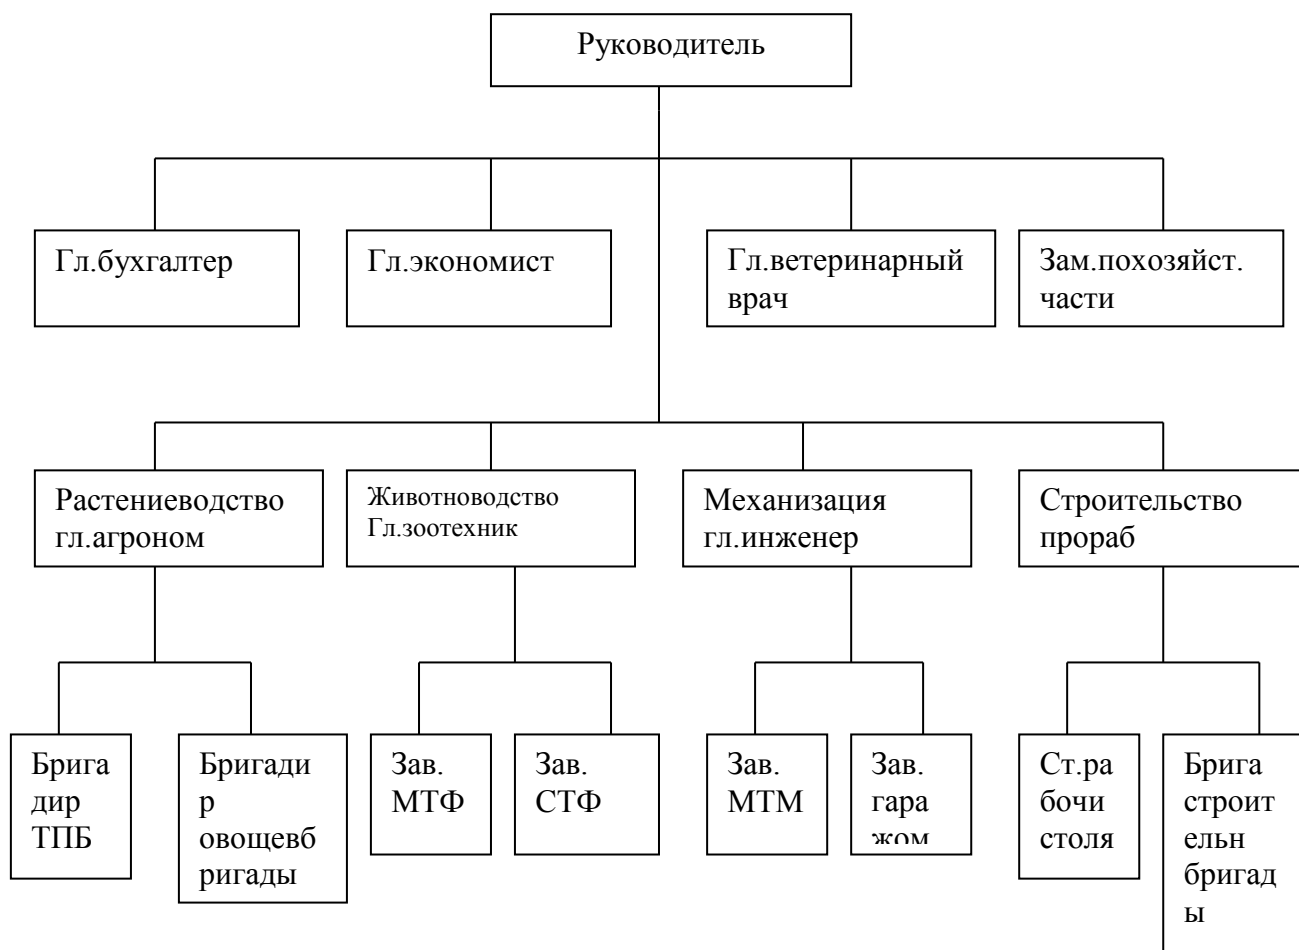 Руководитель
Гл.бухгалтер
Гл.экономист
Гл.ветеринарный
врач
Зам.похозяйст.
части
Растениеводство
гл.агроном
Животноводство
Гл.зоотехник
Механизация
гл.инженер
Строительство
прораб
Брига
дир
ТПБ
Бригади
р
овощевб
ригады
Зав.
МТФ
Зав.
СТФ
Зав.
МТМ
Зав.
гара
жом
Ст.ра
бочи
столя
Брига
строит
ельн
бригад
ы